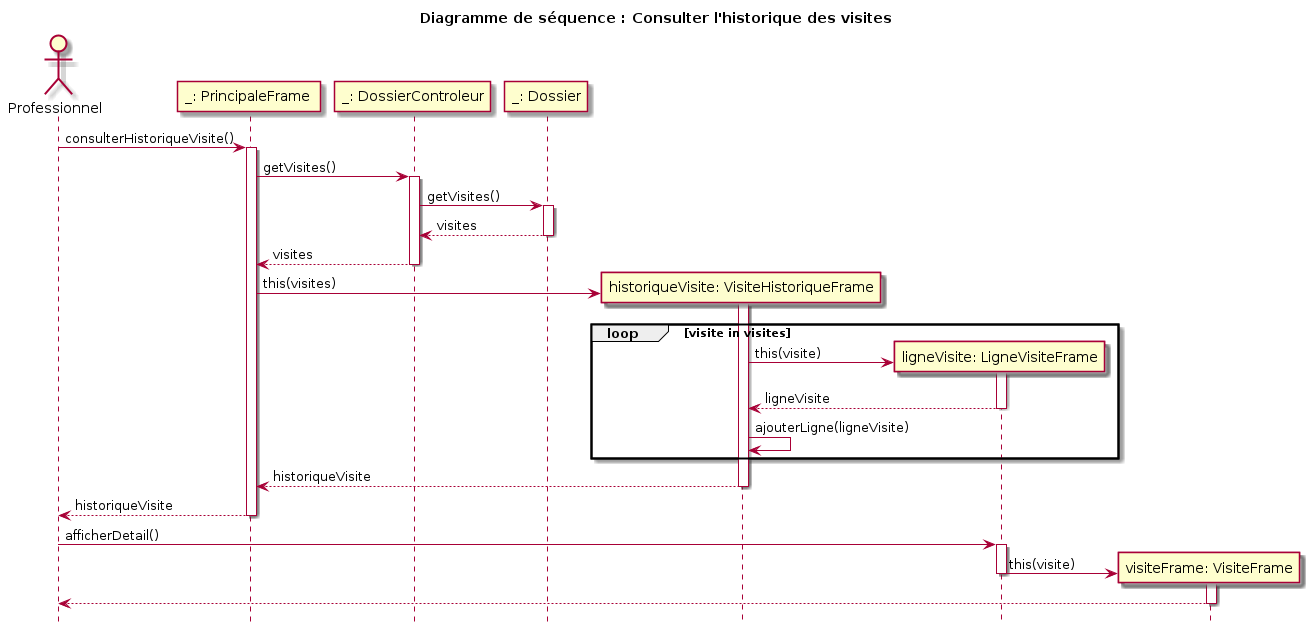 Diagramme de séquence : Consulter l'historique des visites
Professionnel
_: PrincipaleFrame
_: DossierControleur
_: Dossier
consulterHistoriqueVisite()
getVisites()
getVisites()
visites
visites
this(visites)
historiqueVisite: VisiteHistoriqueFrame
loop [visite in visites]
this(visite)
ligneVisite: LigneVisiteFrame
ligneVisite
ajouterLigne(ligneVisite)
historiqueVisite
historiqueVisite
afficherDetail()
this(visite)
visiteFrame: VisiteFrame